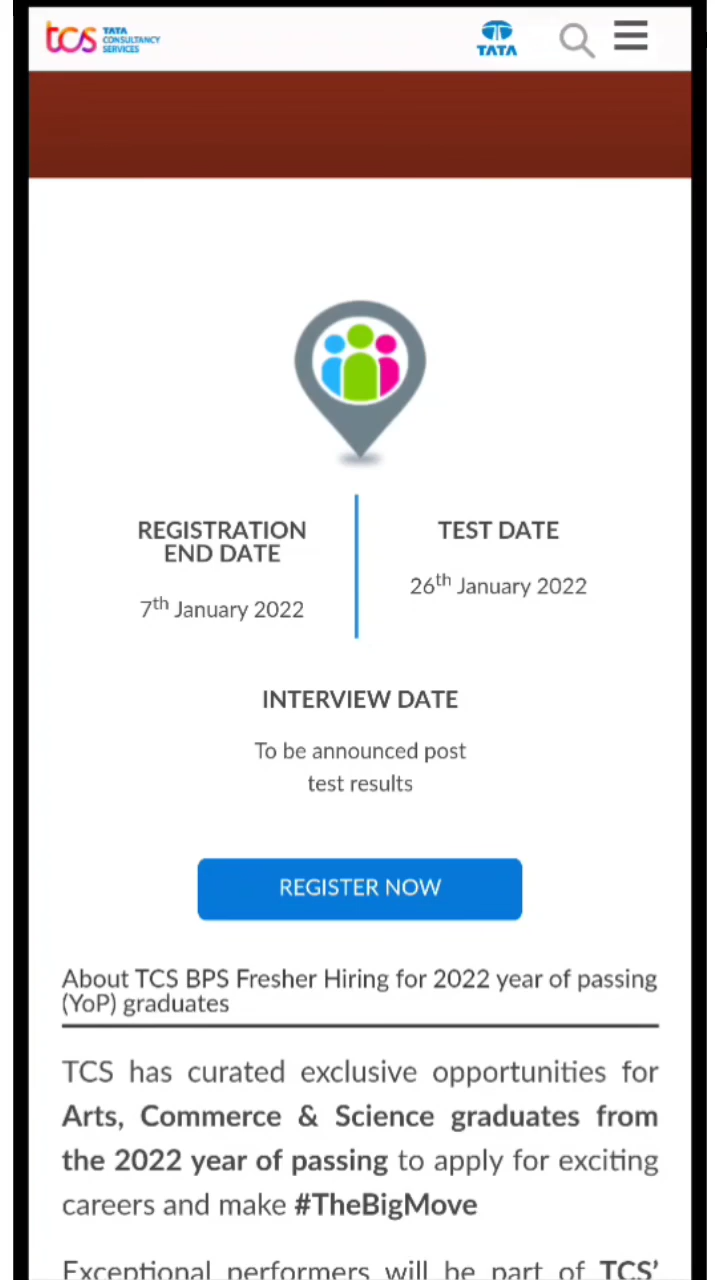 tcs TATA
CONSULTANCY
SERVICES
TATA
REGISTRATION
END DATE
7th January 2022
TEST DATE
26th January 2022
INTERVIEW DATE
To be announced post
test results
REGISTER NOW
About TCS BPS Fresher Hiring for 2022 year of passing
(YoP) graduates
TCS has curated exclusive opportunities for
Arts, Commerce & Science graduates from
the 2022 year of passing to apply for exciting
careers and make #TheBigMove
Exceptional performers will be part of TCS'